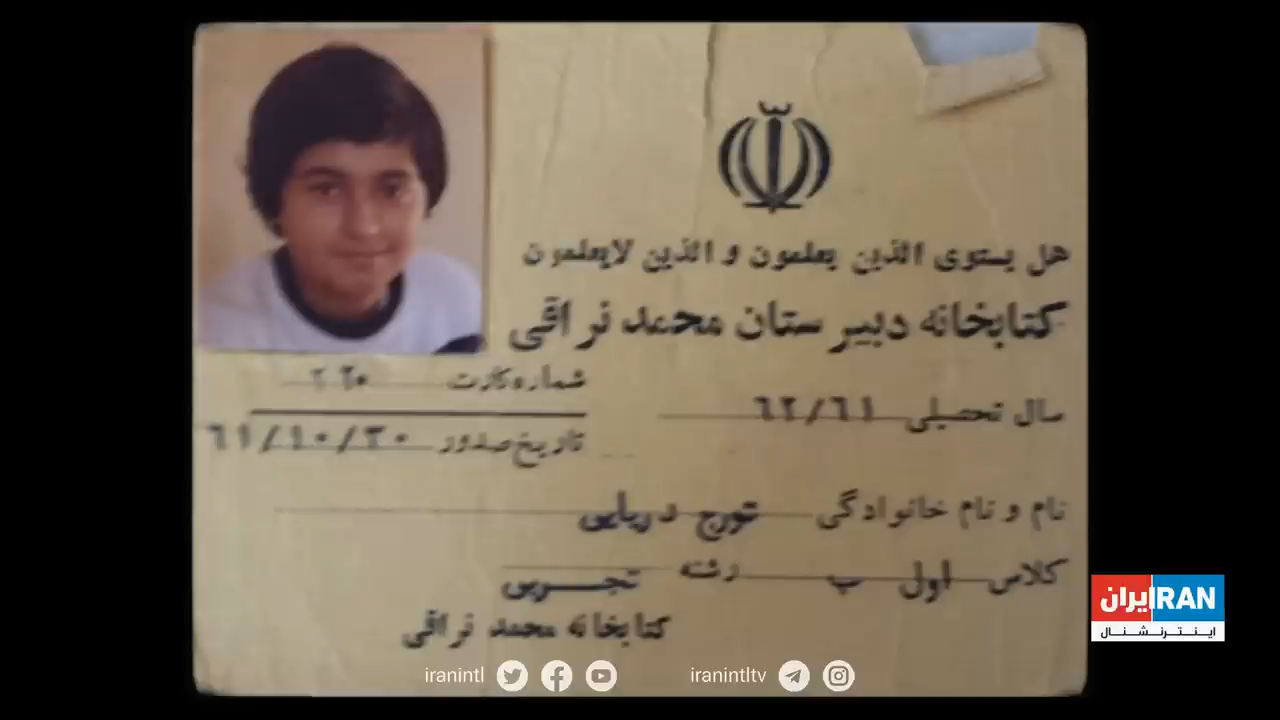 هل یستوی الذین یعلمون و الذین لایعلمون
کتابخانه دبیرستان محمد نراقی
شماره کارت ۲۲۰
سال تحصیلی ۶۲/۶۱
تاریخ صدور ۶۱/۱۰/۳۰
نام و نام خانوادگی تورج دریایی
کلاس اول ب رشته تجربی
کتابخانه محمد نراقی
ایران IRAN
اینترنشنال
iranintl iranintltv